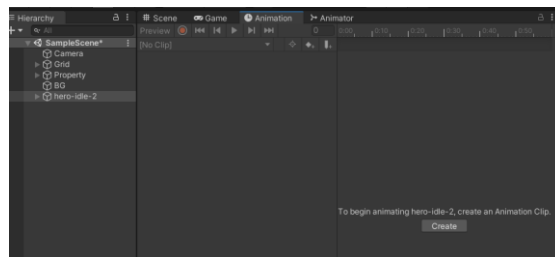 Hierarchy
Scene Game Animation Animator
All
Preview 0 0:00 0:10 0:20 0:30 0:40 0:50
SampleScene*
[No Clip]
Camera
Grid
Property
BG
hero-idle-2
To begin animating hero-idle-2, create an Animation Clip.
Create